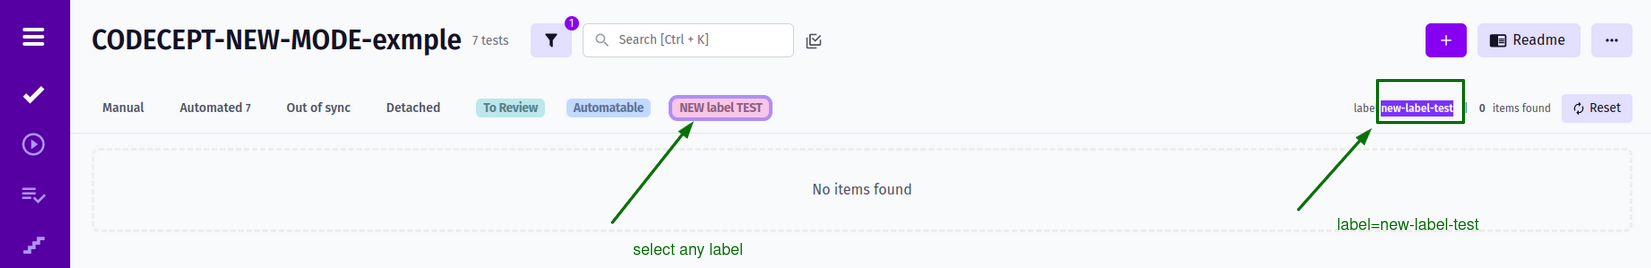 CODECEPT-NEW-MODE-exmple 7 tests 1 Search [Ctrl + K] + Readme
Manual Automated 7 Out of sync Detached To Review Automatable NEW label TEST labe new-label-test 0 items found Reset
No items found
label=new-label-test
select any label